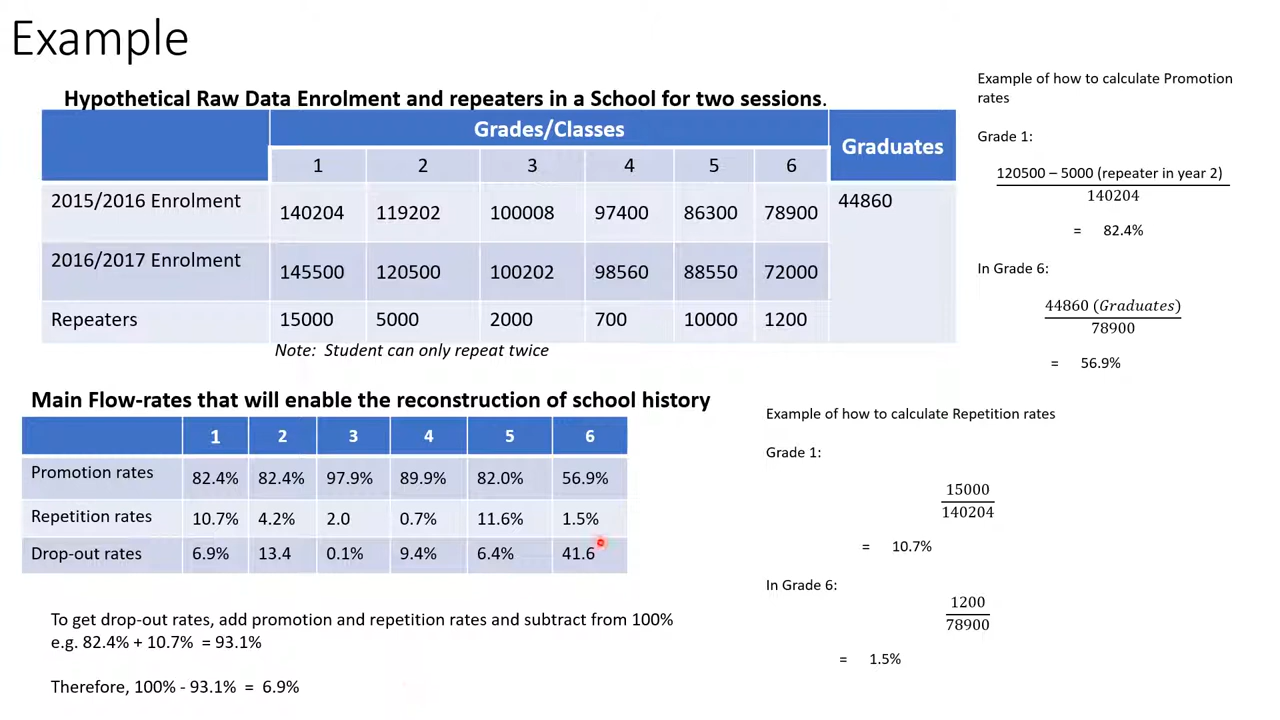 Example
Hypothetical Raw Data Enrolment and repeaters in a School for two sessions.
Grades/Classes Graduates
1 2 3 4 5 6
2015/2016 Enrolment 140204 119202 100008 97400 86300 78900 44860
2016/2017 Enrolment 145500 120500 100202 98560 88550 72000
Repeaters 15000 5000 2000 700 10000 1200
Note: Student can only repeat twice
Main Flow-rates that will enable the reconstruction of school history
1 2 3 4 5 6
Promotion rates 82.4% 82.4% 97.9% 89.9% 82.0% 56.9%
Repetition rates 10.7% 4.2% 2.0 0.7% 11.6% 1.5%
Drop-out rates 6.9% 13.4 0.1% 9.4% 6.4% 41.6
To get drop-out rates, add promotion and repetition rates and subtract from 100%
e.g. 82.4% + 10.7% = 93.1%
Therefore, 100% - 93.1% = 6.9%
Example of how to calculate Promotion
rates
Grade 1:
120500 – 5000 (repeater in year 2)
140204
= 82.4%
In Grade 6:
44860 (Graduates)
78900
= 56.9%
Example of how to calculate Repetition rates
Grade 1:
15000
140204
= 10.7%
In Grade 6:
1200
78900
= 1.5%